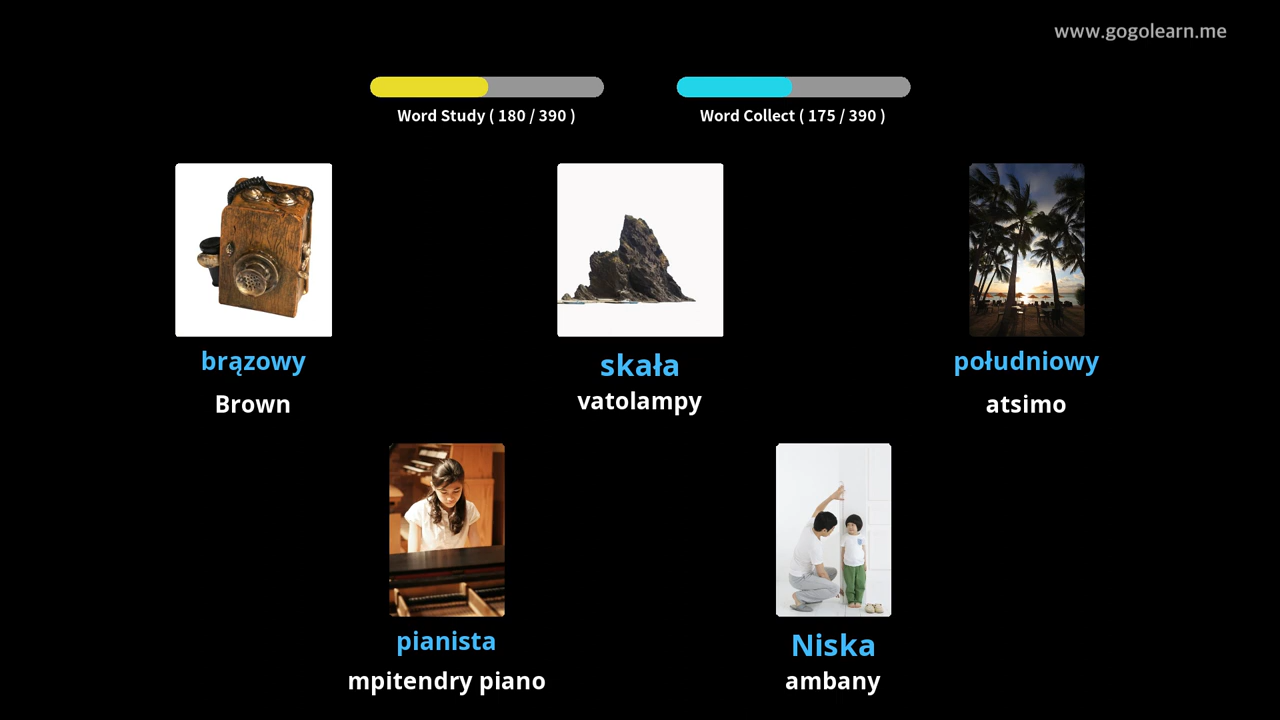 www.gogolearn.me
Word Study ( 180 / 390 )
Word Collect ( 175 / 390 )
brązowy
Brown
skała
vatolampy
południowy
atsimo
pianista
mpitendry piano
Niska
ambany